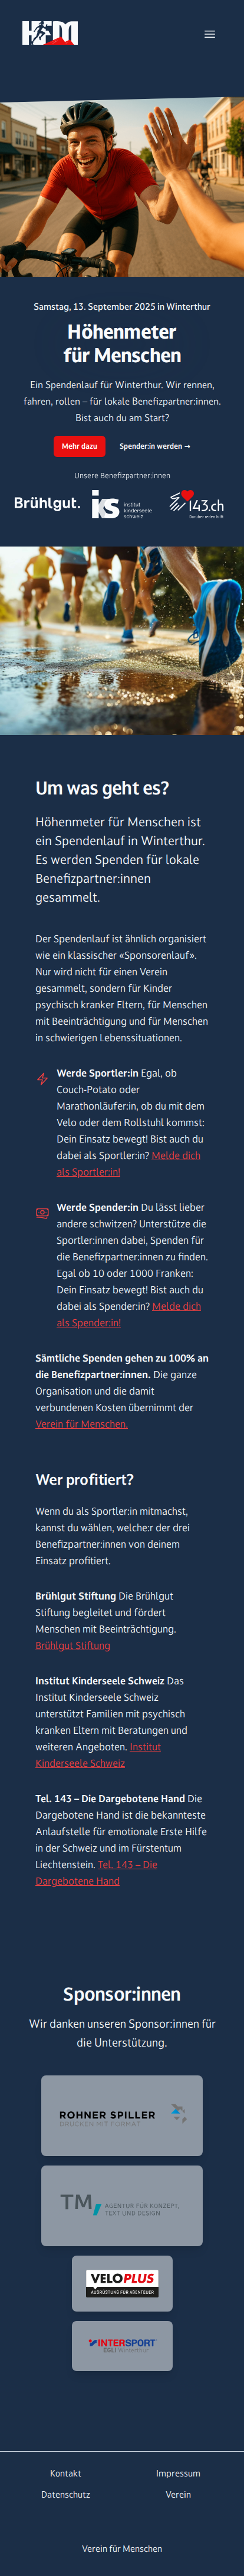 HFM
Samstag, 13. September 2025 in Winterthur
Höhenmeter
für Menschen
Ein Spendenlauf für Winterthur. Wir rennen,
fahren, rollen – für lokale Benefizpartner:innen.
Bist auch du am Start?
Mehr dazu
Spender:in werden →
Unsere Benefizpartner:innen
Brühlgut.
iks
institut
kinderseele
schweiz
143.ch
Darüber reden hilft
Um was geht es?
Höhenmeter für Menschen ist
ein Spendenlauf in Winterthur.
Es werden Spenden für lokale
Benefizpartner:innen
gesammelt.
Der Spendenlauf ist ähnlich organisiert
wie ein klassischer «Sponsorenlauf».
Nur wird nicht für einen Verein
gesammelt, sondern für Kinder
psychisch kranker Eltern, für Menschen
mit Beeinträchtigung und für Menschen
in schwierigen Lebenssituationen.
Werde Sportler:in Egal, ob
Couch-Potato oder
Marathonläufer:in, ob du mit dem
Velo oder dem Rollstuhl kommst:
Dein Einsatz bewegt! Bist auch du
dabei als Sportler:in? Melde dich
als Sportler:in!
Werde Spender:in Du lässt lieber
andere schwitzen? Unterstütze die
Sportler:innen dabei, Spenden für
die Benefizpartner:innen zu finden.
Egal ob 10 oder 1000 Franken:
Dein Einsatz bewegt! Bist auch du
dabei als Spender:in? Melde dich
als Spender:in!
Sämtliche Spenden gehen zu 100% an
die Benefizpartner:innen. Die ganze
Organisation und die damit
verbundenen Kosten übernimmt der
Verein für Menschen.
Wer profitiert?
Wenn du als Sportler:in mitmachst,
kannst du wählen, welche:r der drei
Benefizpartner:innen von deinem
Einsatz profitiert.
Brühlgut Stiftung Die Brühlgut
Stiftung begleitet und fördert
Menschen mit Beeinträchtigung.
Brühlgut Stiftung
Institut Kinderseele Schweiz Das
Institut Kinderseele Schweiz
unterstützt Familien mit psychisch
kranken Eltern mit Beratungen und
weiteren Angeboten. Institut
Kinderseele Schweiz
Tel. 143 – Die Dargebotene Hand Die
Dargebotene Hand ist die bekannteste
Anlaufstelle für emotionale Erste Hilfe
in der Schweiz und im Fürstentum
Liechtenstein. Tel. 143 – Die
Dargebotene Hand
Sponsor:innen
Wir danken unseren Sponsor:innen für
die Unterstützung.
ROHNER SPILLER
DRUCKEN MIT FORMAT
TM, AGENTUR FÜR KONZEPT,
TEXT UND DESIGN
VELOPLUS
AUSRÜSTUNG FÜR ABENTEUER
INTERSPORT
EGLI Winterthur
Kontakt
Impressum
Datenschutz
Verein
Verein für Menschen